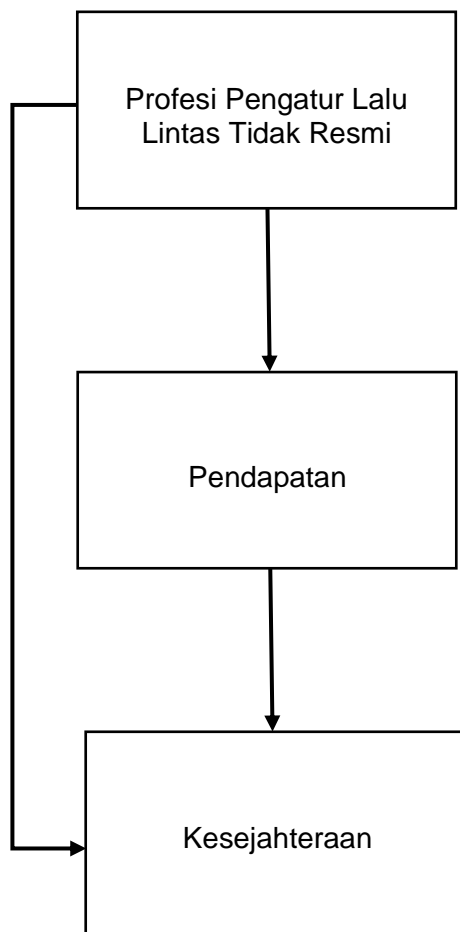 Profesi Pengatur Lalu
Lintas Tidak Resmi
Pendapatan
Kesejahteraan